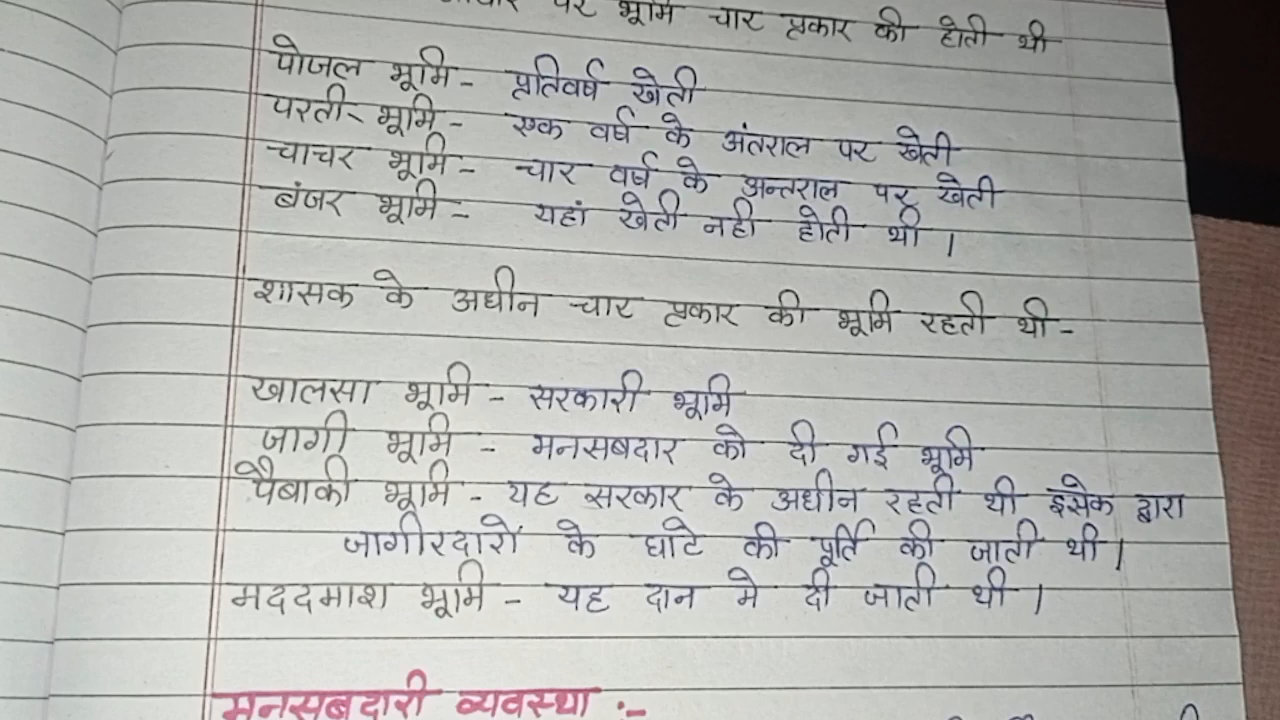 पर भूमि चार प्रकार की होती थी
पोजल भूमि - प्रतिवर्ष खेती
परती - भूमि - एक वर्ष के अंतराल पर खेती
चाचर भूमि - चार वर्ष के अन्तराल पर खेती
बंजर भूमि - यहां खेती नही होती थी ।
शासक के अधीन चार प्रकार की भूमि रहती थी -
खालसा भूमि - सरकारी भूमि
जागी भूमि - मनसबदार को दी गई भूमि
पैबाकी भूमि - यह सरकार के अधीन रहती थी इसेक द्वारा
जागीरदारों के घाटे की पूर्ति की जाती थी ।
मददमाश भूमि - यह दान मे दी जाती थी ।
मनसबदारी व्यवस्था :-